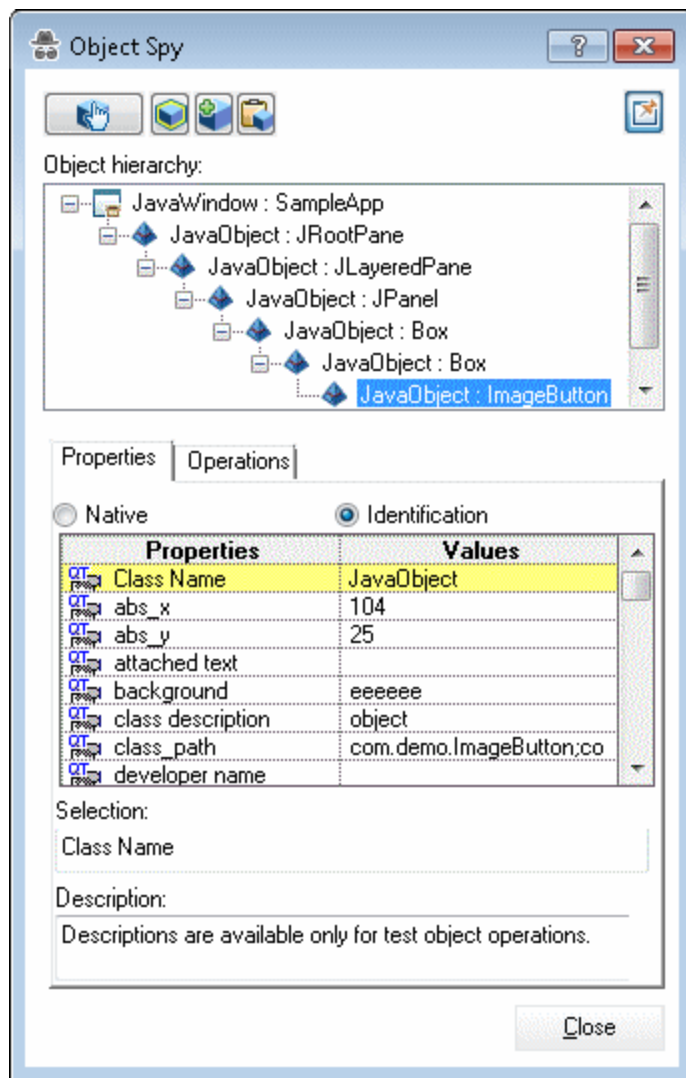 Object Spy
Object hierarchy:
JavaWindow : SampleApp
JavaObject : JRootPane
JavaObject : JLayeredPane
JavaObject : JPanel
JavaObject : Box
JavaObject : Box
JavaObject : ImageButton
Properties Operations
Native Identification
Properties Values
Class Name JavaObject
abs_x 104
abs_y 25
attached text
background eeeeee
class description object
class_path com.demo.ImageButton;co
developer name
Selection:
Class Name
Description:
Descriptions are available only for test object operations.
Close